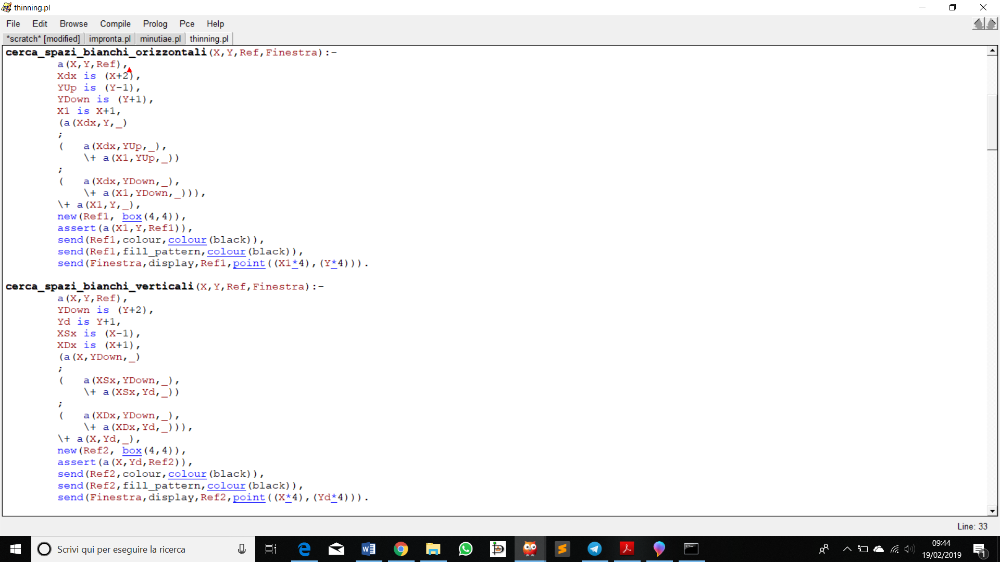 thinning.pl
File Edit Browse Compile Prolog Pce Help
*scratch* [modified] impronta.pl minutiae.pl thinning.pl
cerca_spazi_bianchi_orizzontali(X,Y,Ref,Finestra):-
a(X,Y,Ref),
Xdx is (X+2),
YUp is (Y-1),
YDown is (Y+1),
X1 is X+1,
(a(Xdx,Y,_)
;
( a(Xdx,YUp,_),
\+ a(X1,YUp,_))
;
( a(Xdx,YDown,_),
\+ a(X1,YDown,_))),
\+ a(X1,Y,_),
new(Ref1, box(4,4)),
assert(a(X1,Y,Ref1)),
send(Ref1,colour,colour(black)),
send(Ref1,fill_pattern,colour(black)),
send(Finestra,display,Ref1,point((X1*4),(Y*4))).
cerca_spazi_bianchi_verticali(X,Y,Ref,Finestra):-
a(X,Y,Ref),
YDown is (Y+2),
Yd is Y+1,
XSx is (X-1),
XDx is (X+1),
(a(X,YDown,_)
;
( a(XSx,YDown,_),
\+ a(XSx,Yd,_))
;
( a(XDx,YDown,_),
\+ a(XDx,Yd,_))),
\+ a(X,Yd,_),
new(Ref2, box(4,4)),
assert(a(X,Yd,Ref2)),
send(Ref2,colour,colour(black)),
send(Ref2,fill_pattern,colour(black)),
send(Finestra,display,Ref2,point((X*4),(Yd*4))).
Line: 33
Scrivi qui per eseguire la ricerca
09:44
19/02/2019
1